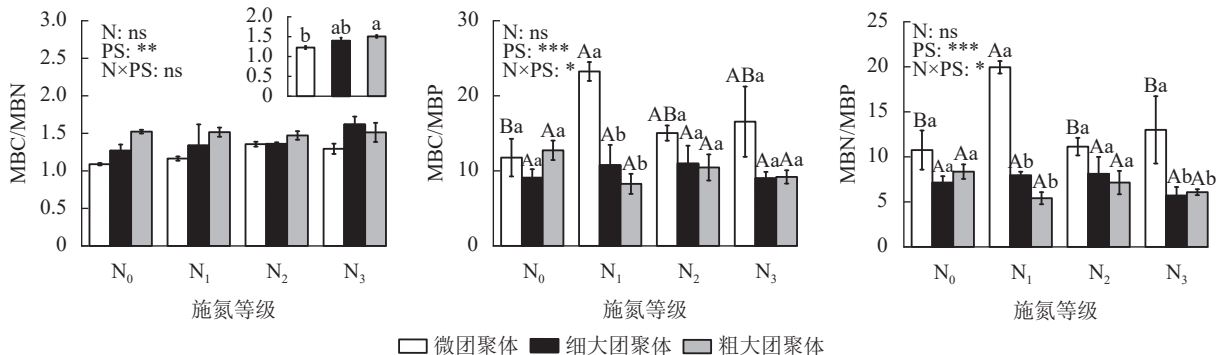 3.0
2.5
2.0
1.5
1.0
0.5
0
MBC/MBN
N: ns
PS: **
N×PS: ns
2.0
1.5
1.0
0.5
0
b ab a
N₀ N₁ N₂ N₃
施氮等级
30
20
10
0
MBC/MBP
N: ns
PS: ***
N×PS: *
Ba Aa Aa Aa Ab Ab ABa Aa Aa ABa Aa Aa
N₀ N₁ N₂ N₃
施氮等级
25
20
15
10
5
0
MBN/MBP
N: ns
PS: ***
N×PS: *
Ba Aa Aa Aa Ab Ab Ba Aa Aa Ba Ab Ab
N₀ N₁ N₂ N₃
施氮等级
微团聚体 细大团聚体 粗大团聚体